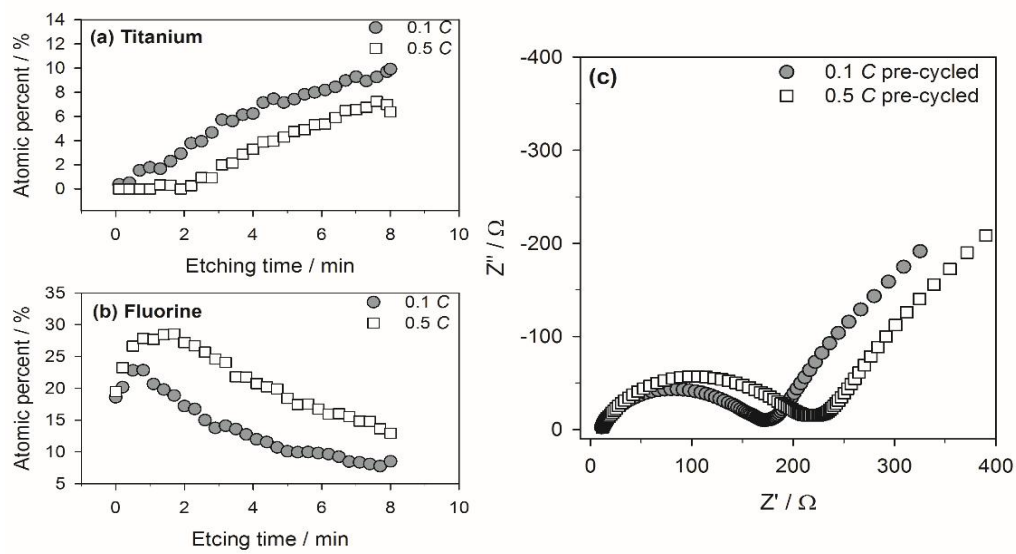 (a) Titanium
0.1 C
0.5 C
14
12
10
8
6
4
2
0
Atomic percent / %
0 2 4 6 8 10
Etching time / min
(b) Fluorine
0.1 C
0.5 C
35
30
25
20
15
10
5
Atomic percent / %
0 2 4 6 8 10
Etcing time / min
(c)
0.1 C pre-cycled
0.5 C pre-cycled
-400
-300
-200
-100
0
Z'' / Ω
0 100 200 300 400
Z' / Ω